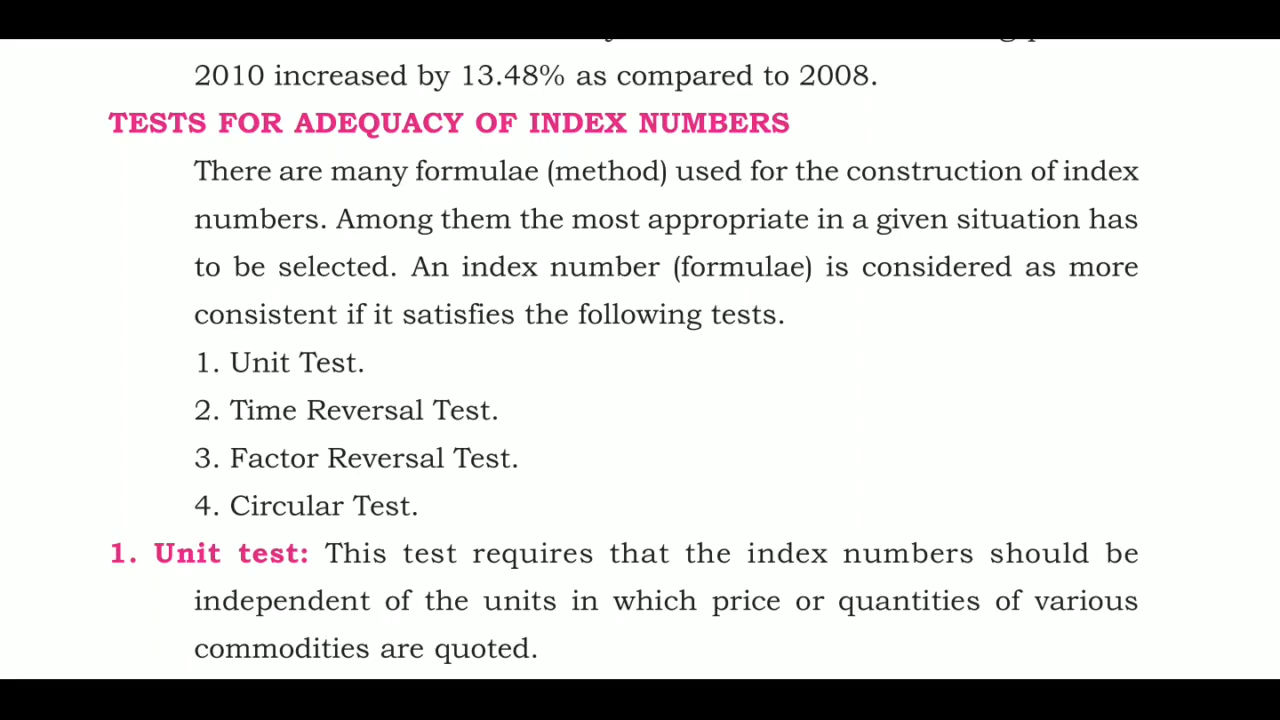 2010 increased by 13.48% as compared to 2008.
TESTS FOR ADEQUACY OF INDEX NUMBERS
There are many formulae (method) used for the construction of index
numbers. Among them the most appropriate in a given situation has
to be selected. An index number (formulae) is considered as more
consistent if it satisfies the following tests.
1. Unit Test.
2. Time Reversal Test.
3. Factor Reversal Test.
4. Circular Test.
1. Unit test: This test requires that the index numbers should be
independent of the units in which price or quantities of various
commodities are quoted.